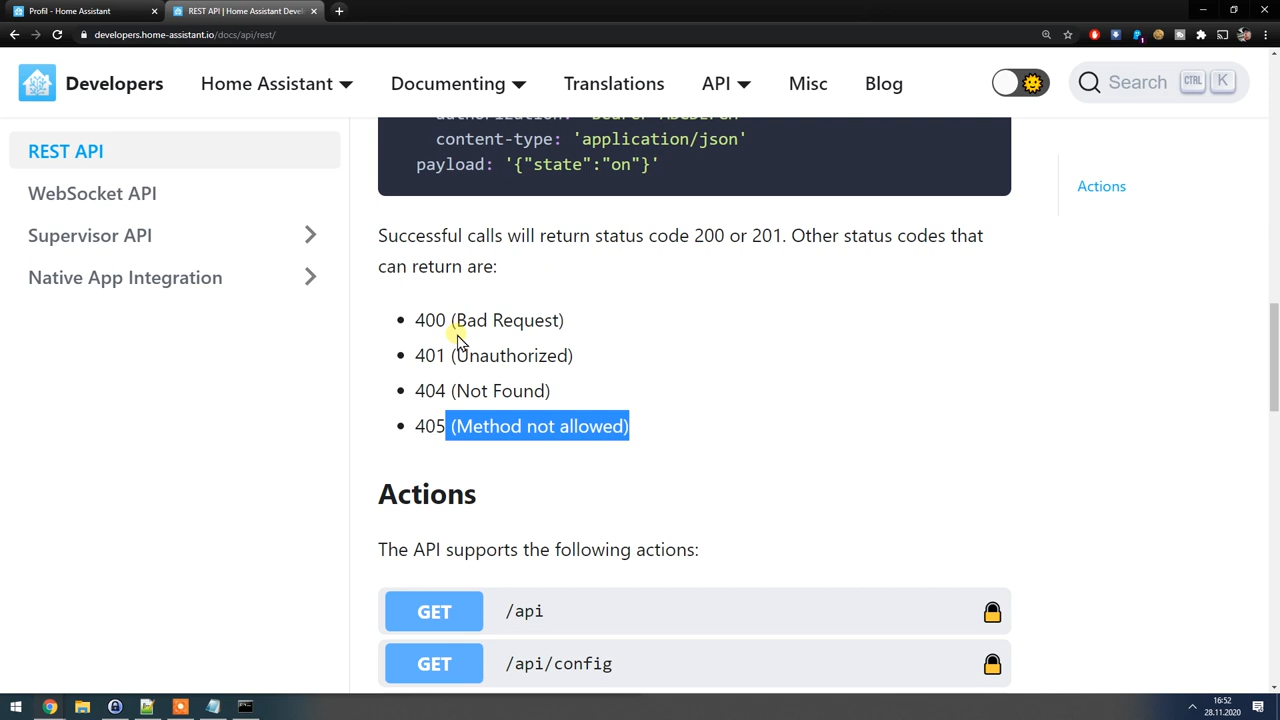 Profil - Home Assistant
REST API | Home Assistant Devel
developers.home-assistant.io/docs/api/rest/
Developers Home Assistant Documenting Translations API Misc Blog Search CTRL K
REST API
WebSocket API
Supervisor API
Native App Integration
content-type: 'application/json'
payload: '{"state":"on"}'
Successful calls will return status code 200 or 201. Other status codes that
can return are:
400 (Bad Request)
401 (Unauthorized)
404 (Not Found)
405 (Method not allowed)
Actions
The API supports the following actions:
GET /api
GET /api/config
Actions
16:52
28.11.2020